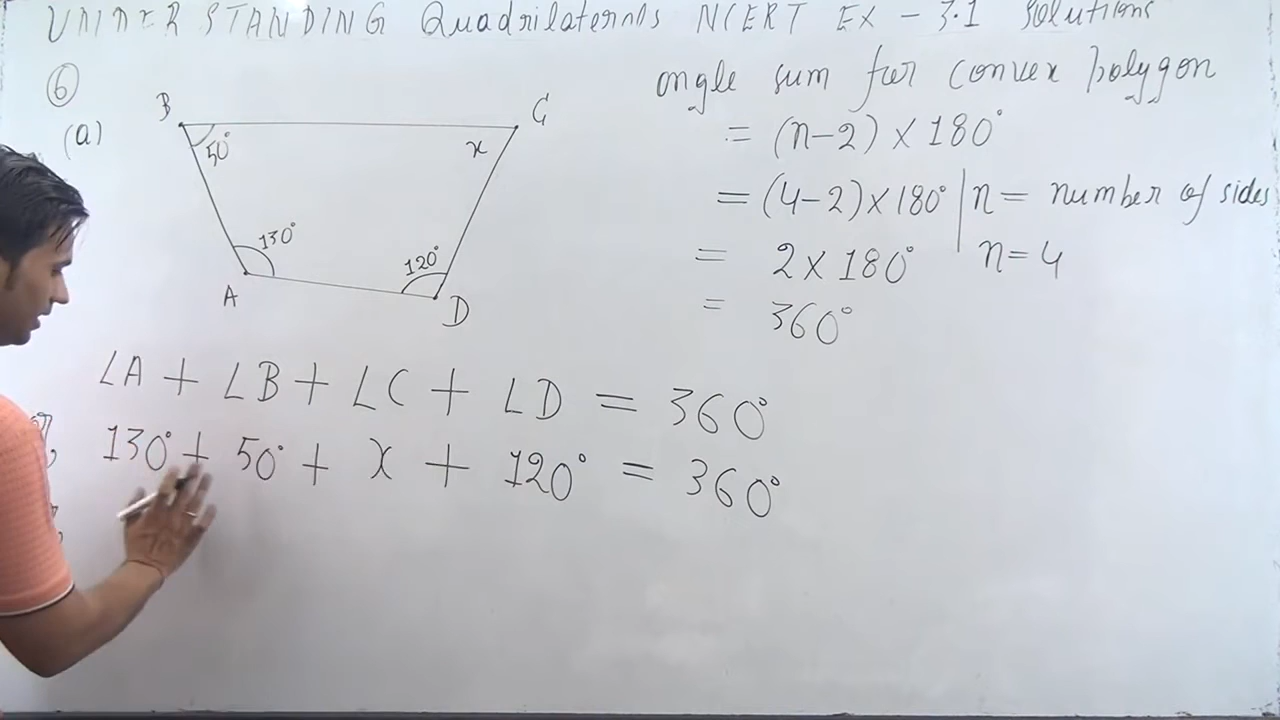 UNDERSTANDING Quadrilaterals NCERT EX - 3.1 solutions
6
(a)
B
C
50°
x
130°
120°
A
D
angle sum for convex polygon
= (n-2) × 180°
= (4-2) × 180° | n = number of sides
= 2 × 180° n = 4
= 360°
∠A + ∠B + ∠C + ∠D = 360°
130° + 50° + x + 120° = 360°